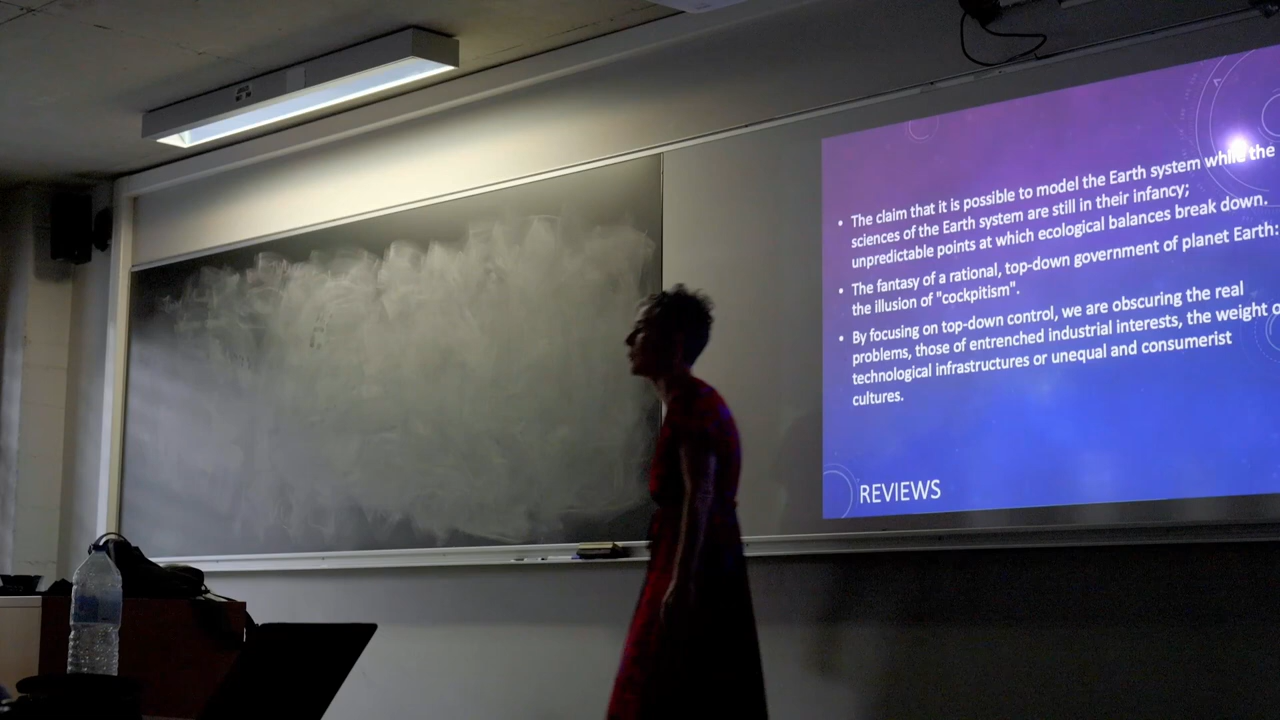 • The claim that it is possible to model the Earth system while the
sciences of the Earth system are still in their infancy;
unpredictable points at which ecological balances break down.
• The fantasy of a rational, top-down government of planet Earth:
the illusion of "cockpitism".
• By focusing on top-down control, we are obscuring the real
problems, those of entrenched industrial interests, the weight o
technological infrastructures or unequal and consumerist
cultures.
REVIEWS